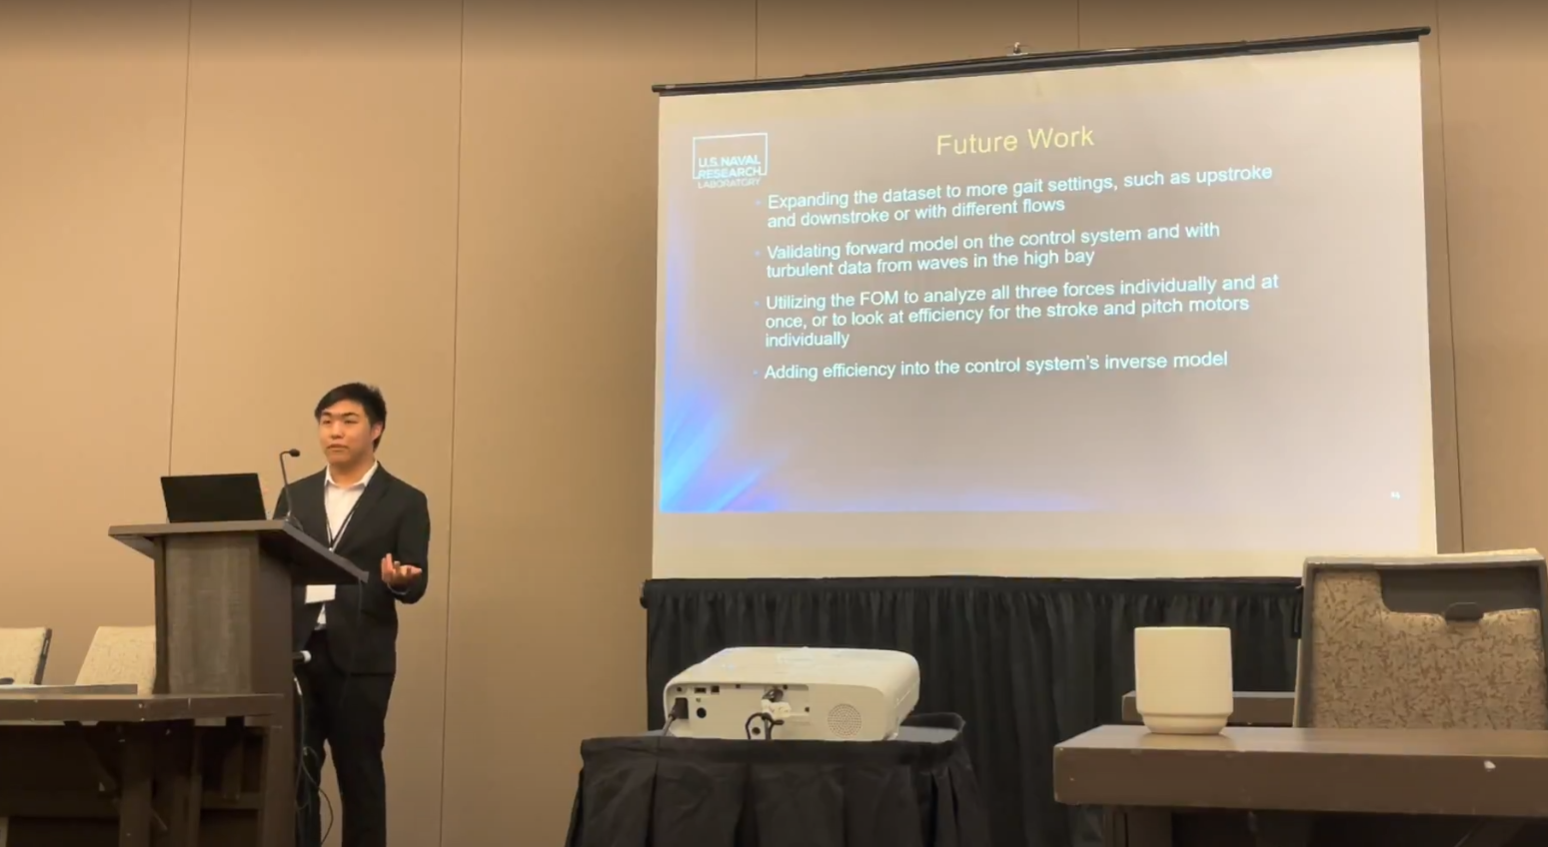 U.S. NAVAL
RESEARCH
LABORATORY
Future Work
Expanding the dataset to more gait settings, such as upstroke
and downstroke or with different flows
Validating forward model on the control system and with
turbulent data from waves in the high bay
Utilizing the FOM to analyze all three forces individually and at
once, or to look at efficiency for the stroke and pitch motors
individually
Adding efficiency into the control system's inverse model